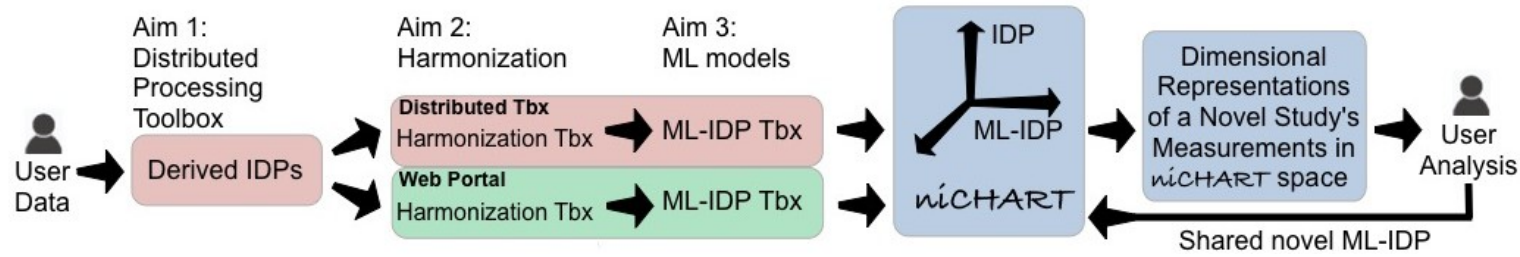 Aim 1:
Distributed
Processing
Toolbox
Aim 2:
Harmonization
Aim 3:
ML models
User
Data
Derived IDPs
Distributed Tbx
Harmonization Tbx
ML-IDP Tbx
Web Portal
Harmonization Tbx
ML-IDP Tbx
IDP
ML-IDP
niCHART
Dimensional
Representations
of a Novel Study's
Measurements in
niCHART space
User
Analysis
Shared novel ML-IDP